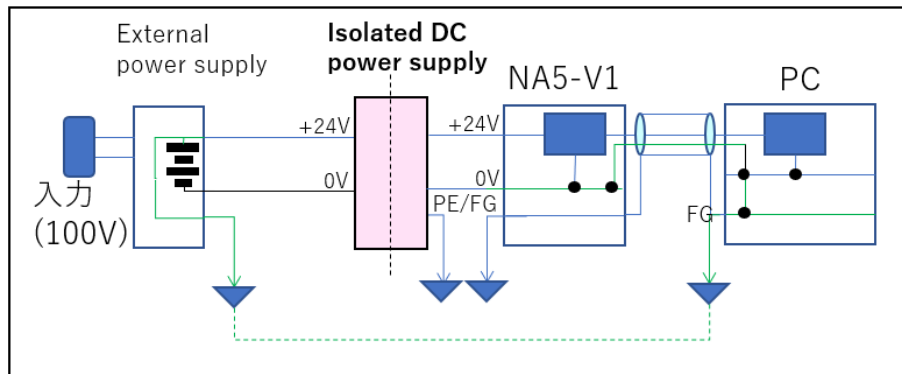 External
power supply
Isolated DC
power supply
NA5-V1
PC
+24V
+24V
0V
0V
PE/FG
FG
入力
(100V)